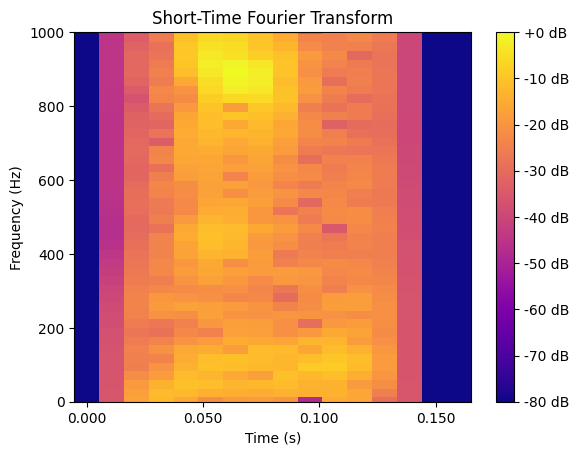 Short-Time Fourier Transform
1000
800
600
400
200
0
Frequency (Hz)
0.000
0.050
0.100
0.150
Time (s)
+0 dB
-10 dB
-20 dB
-30 dB
-40 dB
-50 dB
-60 dB
-70 dB
-80 dB